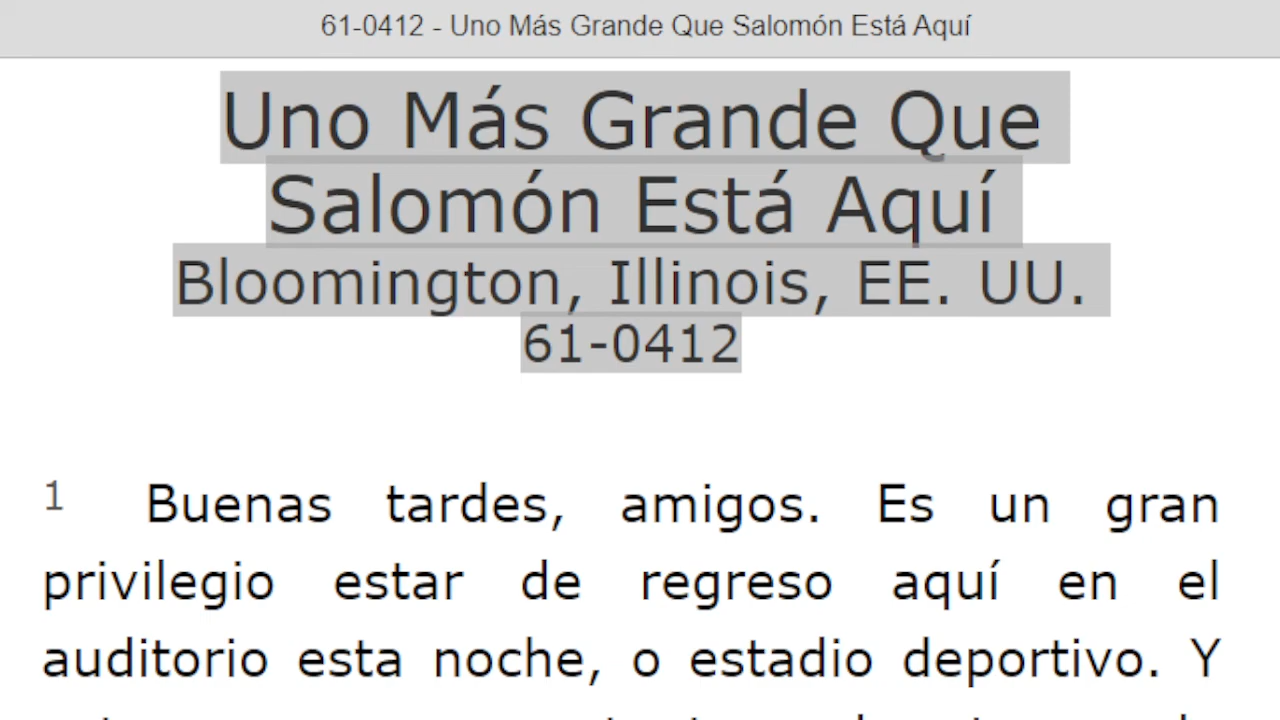 61-0412 - Uno Más Grande Que Salomón Está Aquí
Uno Más Grande Que
Salomón Está Aquí
Bloomington, Illinois, EE. UU.
61-0412
1 Buenas tardes, amigos. Es un gran
privilegio estar de regreso aquí en el
auditorio esta noche, o estadio deportivo. Y